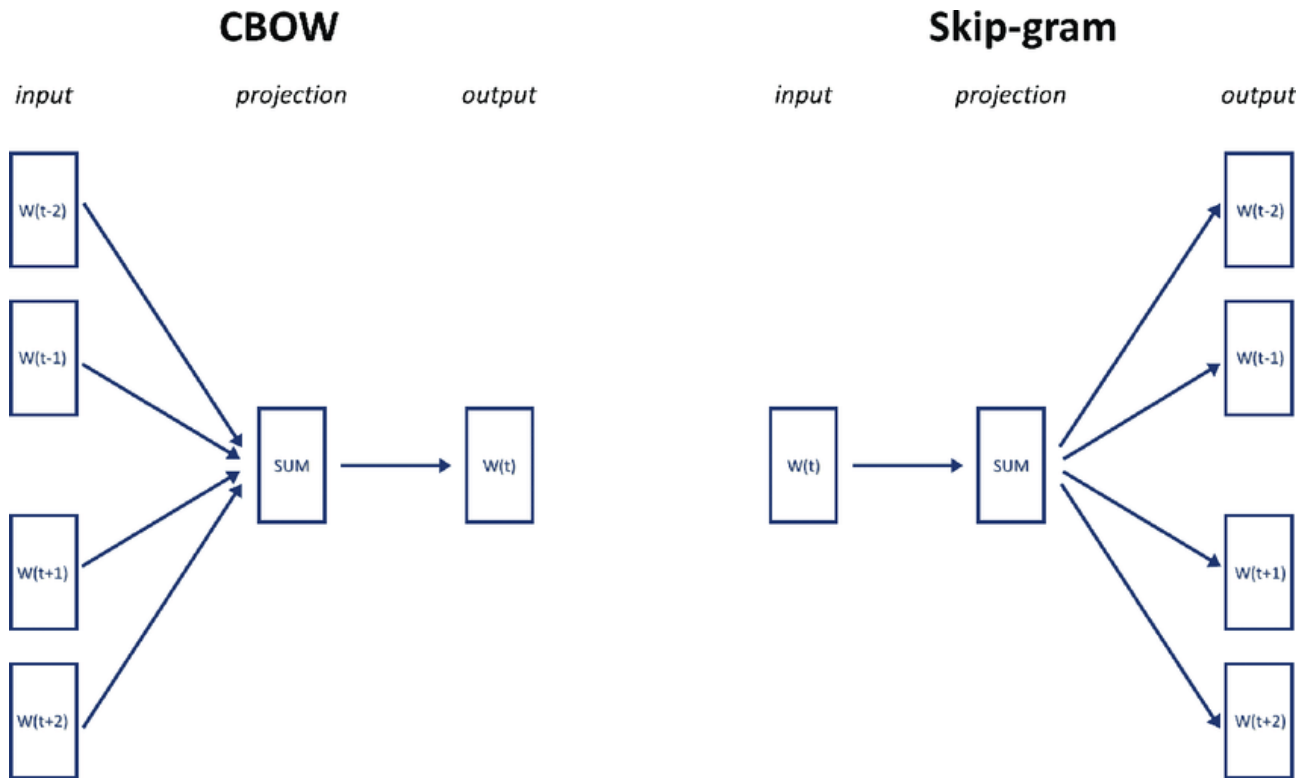 CBOW
input projection output
W(t-2)
W(t-1)
SUM
W(t)
W(t+1)
W(t+2)
Skip-gram
input projection output
W(t)
SUM
W(t-2)
W(t-1)
W(t+1)
W(t+2)